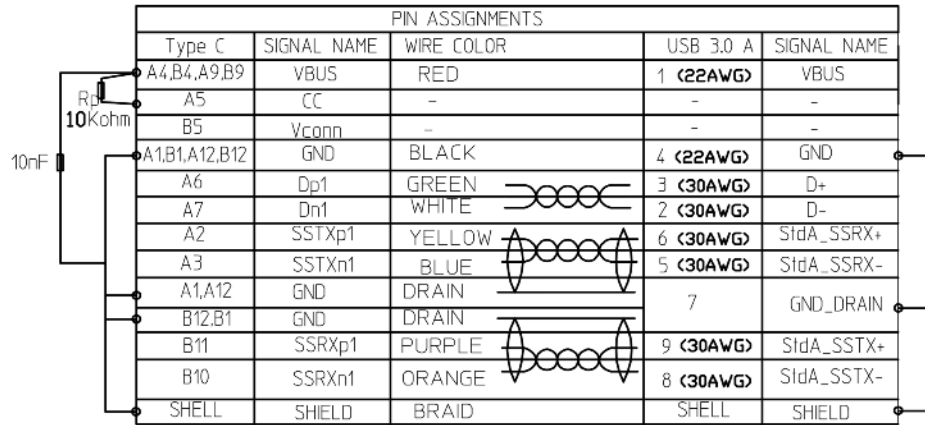 PIN ASSIGNMENTS
Type C SIGNAL NAME WIRE COLOR USB 3.0 A SIGNAL NAME
A4,B4,A9,B9 VBUS RED 1 (22AWG) VBUS
Rp A5 CC - - -
10Kohm B5 Vconn - - -
10nF A1,B1,A12,B12 GND BLACK 4 (22AWG) GND
A6 Dp1 GREEN 3 (30AWG) D+
A7 Dn1 WHITE 2 (30AWG) D-
A2 SSTXp1 YELLOW 6 (30AWG) StdA_SSRX+
A3 SSTXn1 BLUE 5 (30AWG) StdA_SSRX-
A1,A12 GND DRAIN 7 GND_DRAIN
B12,B1 GND DRAIN
B11 SSRXp1 PURPLE 9 (30AWG) StdA_SSTX+
B10 SSRXn1 ORANGE 8 (30AWG) StdA_SSTX-
SHELL SHIELD BRAID SHELL SHIELD